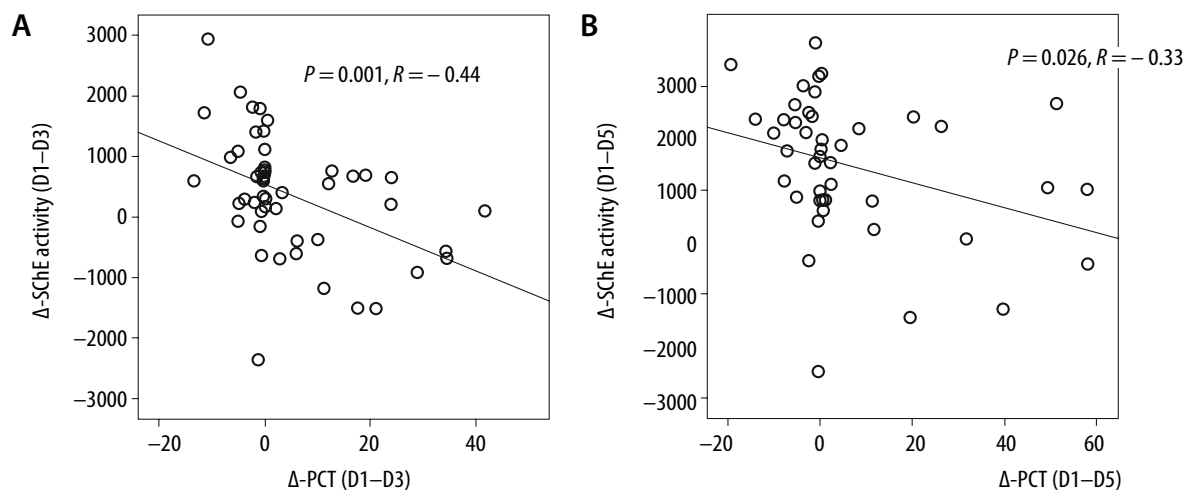 A
Δ-SChE activity (D1–D3)
3000
2000
1000
0
−1000
−2000
−3000
P = 0.001, R = − 0.44
−20
0
20
40
Δ-PCT (D1–D3)
B
Δ-SChE activity (D1–D5)
3000
2000
1000
0
−1000
−2000
−3000
P = 0.026, R = − 0.33
−20
0
20
40
60
Δ-PCT (D1–D5)